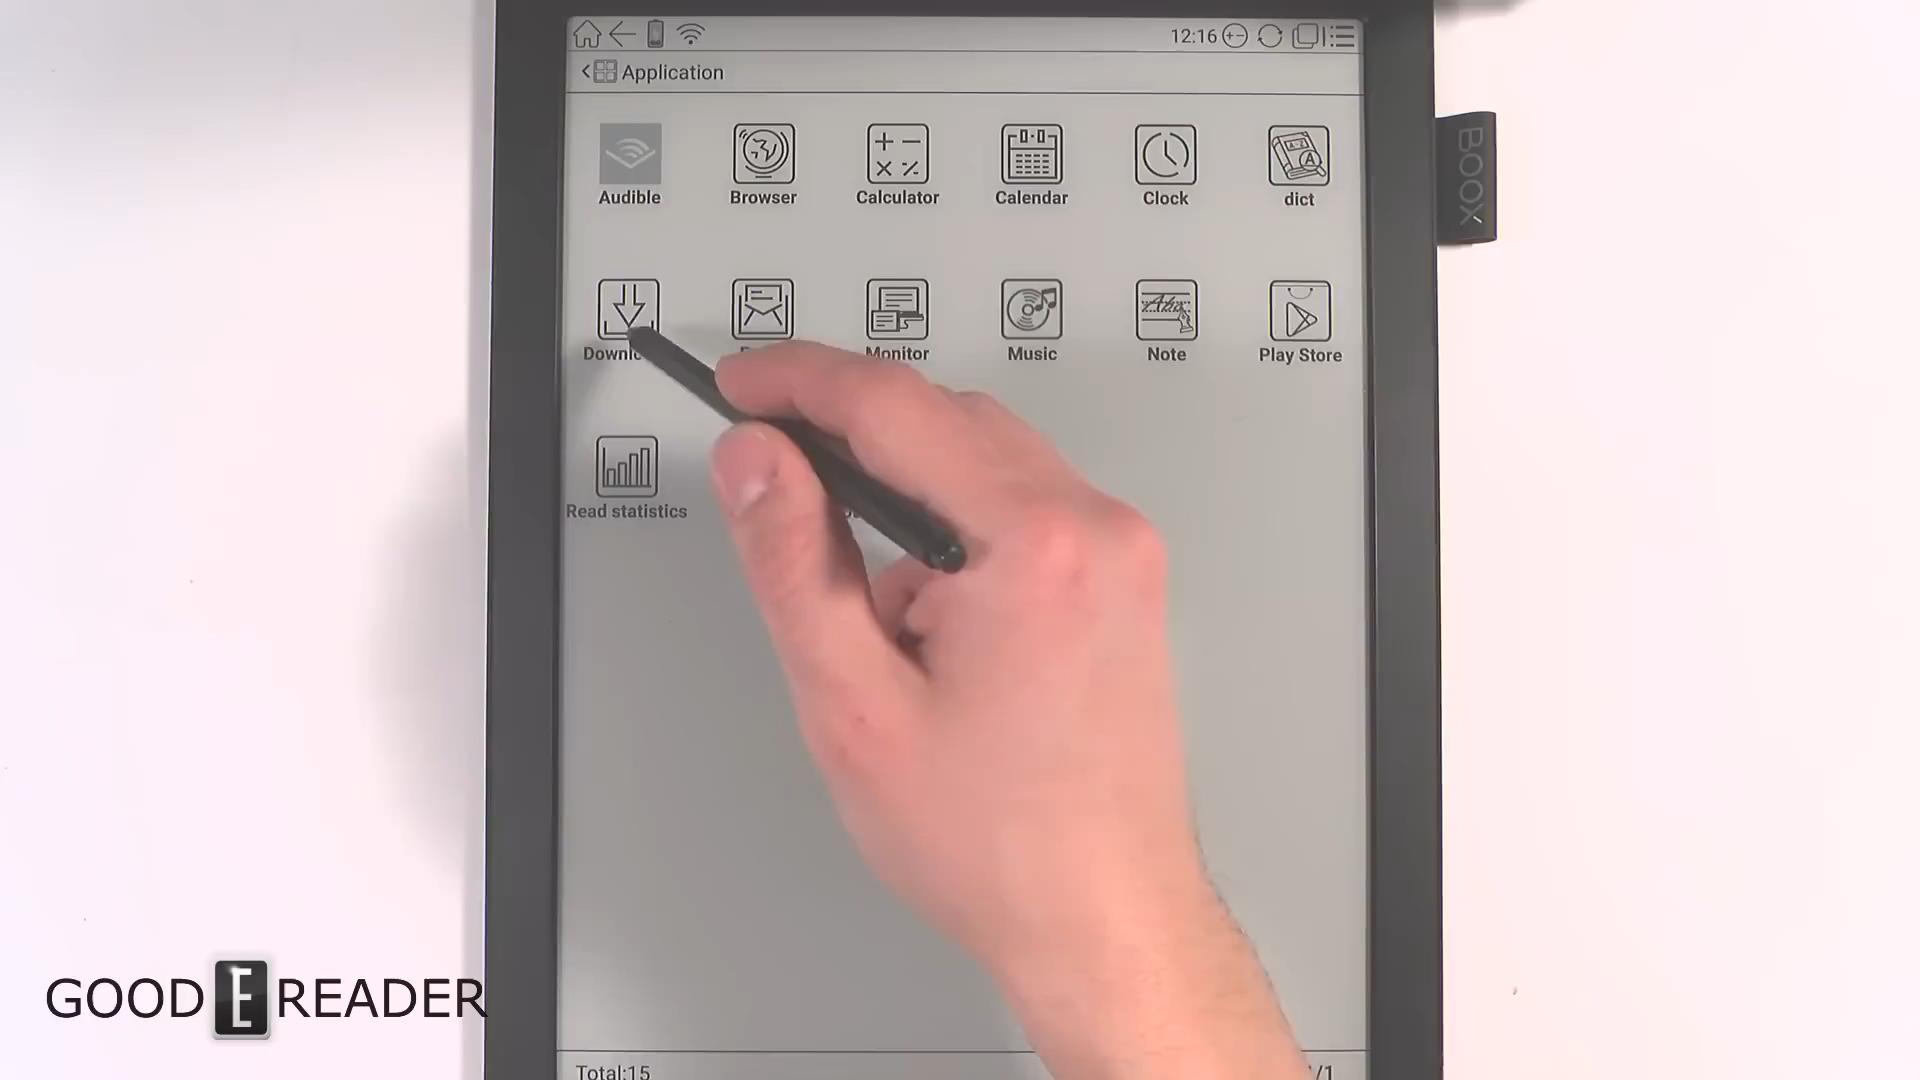 12:16
Application
Audible
Browser
Calculator
Calendar
Clock
dict
Monitor
Music
Note
Play Store
Read statistics
Total:15
BOOX
GOOD E READER